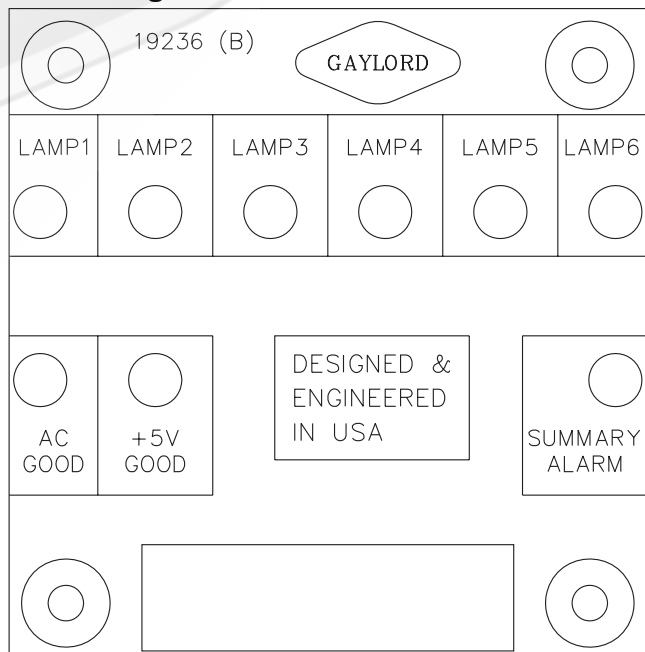 19236 (B)
GAYLORD
LAMP1 LAMP2 LAMP3 LAMP4 LAMP5 LAMP6
AC
GOOD
+5V
GOOD
DESIGNED &
ENGINEERED
IN USA
SUMMARY
ALARM